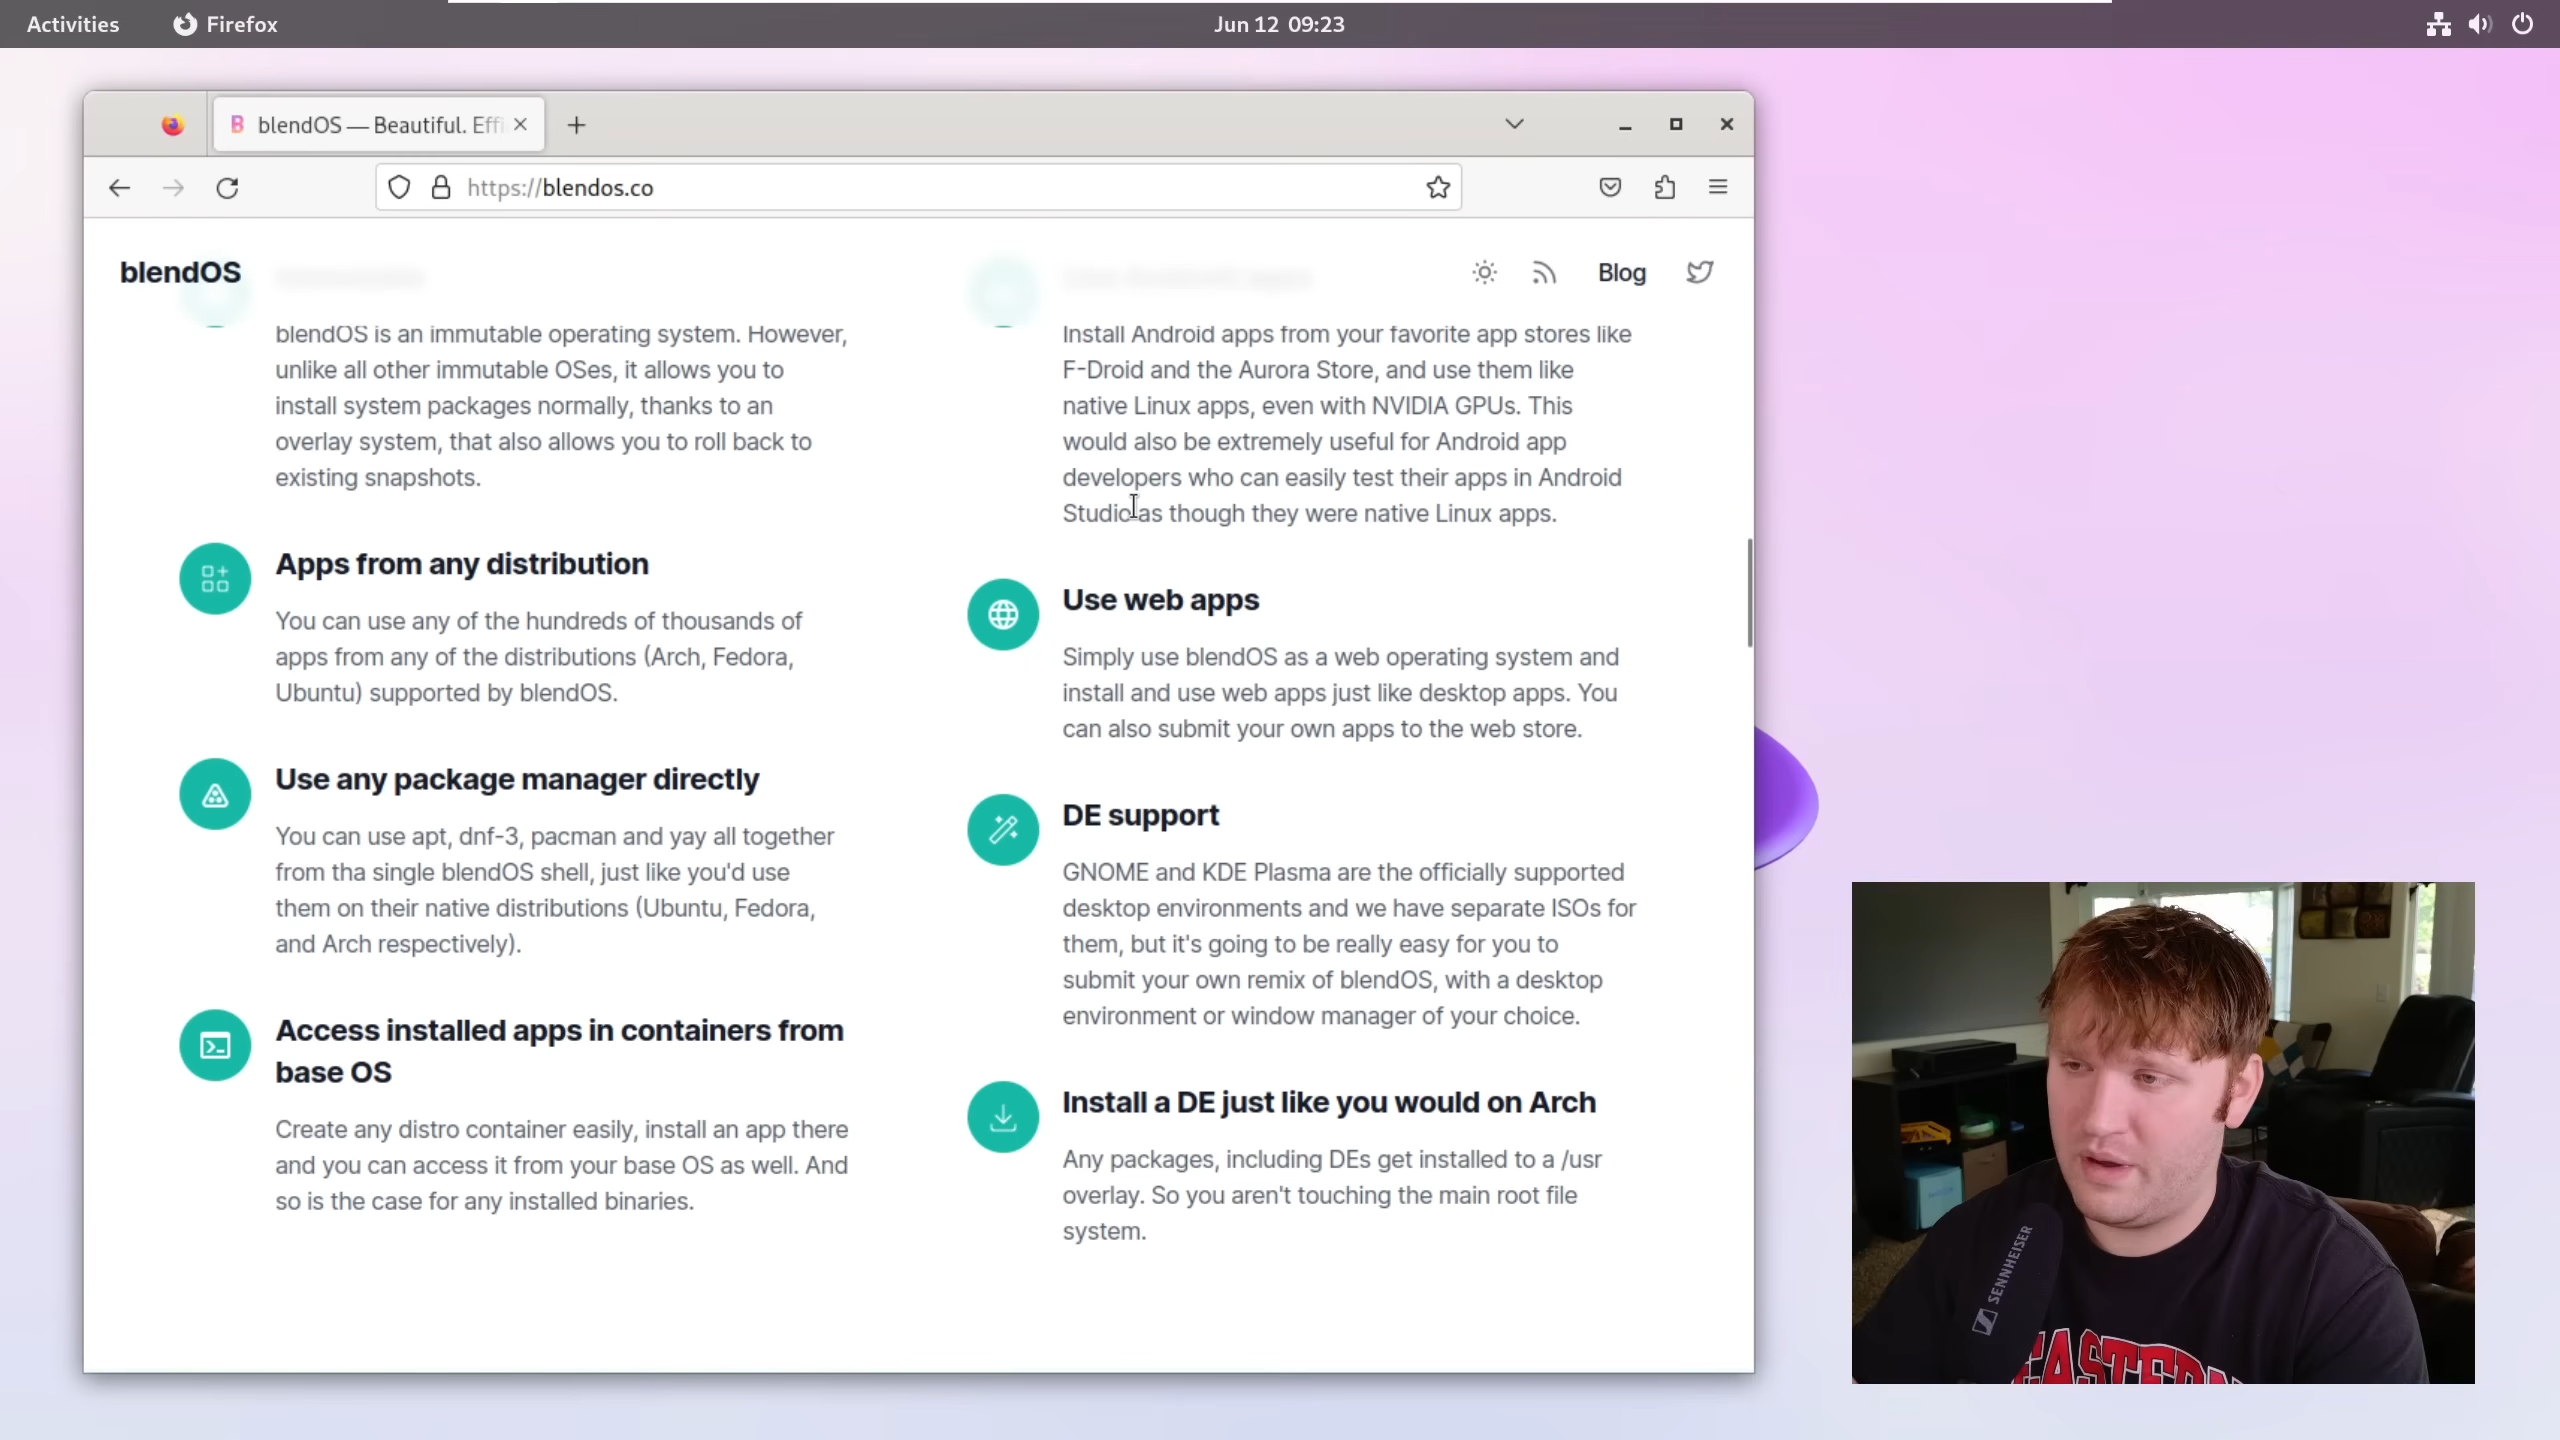 Activities
Firefox
Jun 12 09:23
B blendOS — Beautiful. Effi
https://blendos.co
blendOS
Blog
blendOS is an immutable operating system. However,
unlike all other immutable OSes, it allows you to
install system packages normally, thanks to an
overlay system, that also allows you to roll back to
existing snapshots.
Apps from any distribution
You can use any of the hundreds of thousands of
apps from any of the distributions (Arch, Fedora,
Ubuntu) supported by blendOS.
Use any package manager directly
You can use apt, dnf-3, pacman and yay all together
from tha single blendOS shell, just like you'd use
them on their native distributions (Ubuntu, Fedora,
and Arch respectively).
Access installed apps in containers from
base OS
Create any distro container easily, install an app there
and you can access it from your base OS as well. And
so is the case for any installed binaries.
Install Android apps from your favorite app stores like
F-Droid and the Aurora Store, and use them like
native Linux apps, even with NVIDIA GPUs. This
would also be extremely useful for Android app
developers who can easily test their apps in Android
Studio as though they were native Linux apps.
Use web apps
Simply use blendOS as a web operating system and
install and use web apps just like desktop apps. You
can also submit your own apps to the web store.
DE support
GNOME and KDE Plasma are the officially supported
desktop environments and we have separate ISOs for
them, but it's going to be really easy for you to
submit your own remix of blendOS, with a desktop
environment or window manager of your choice.
Install a DE just like you would on Arch
Any packages, including DEs get installed to a /usr
overlay. So you aren't touching the main root file
system.
SENNHEISER
EASTERN